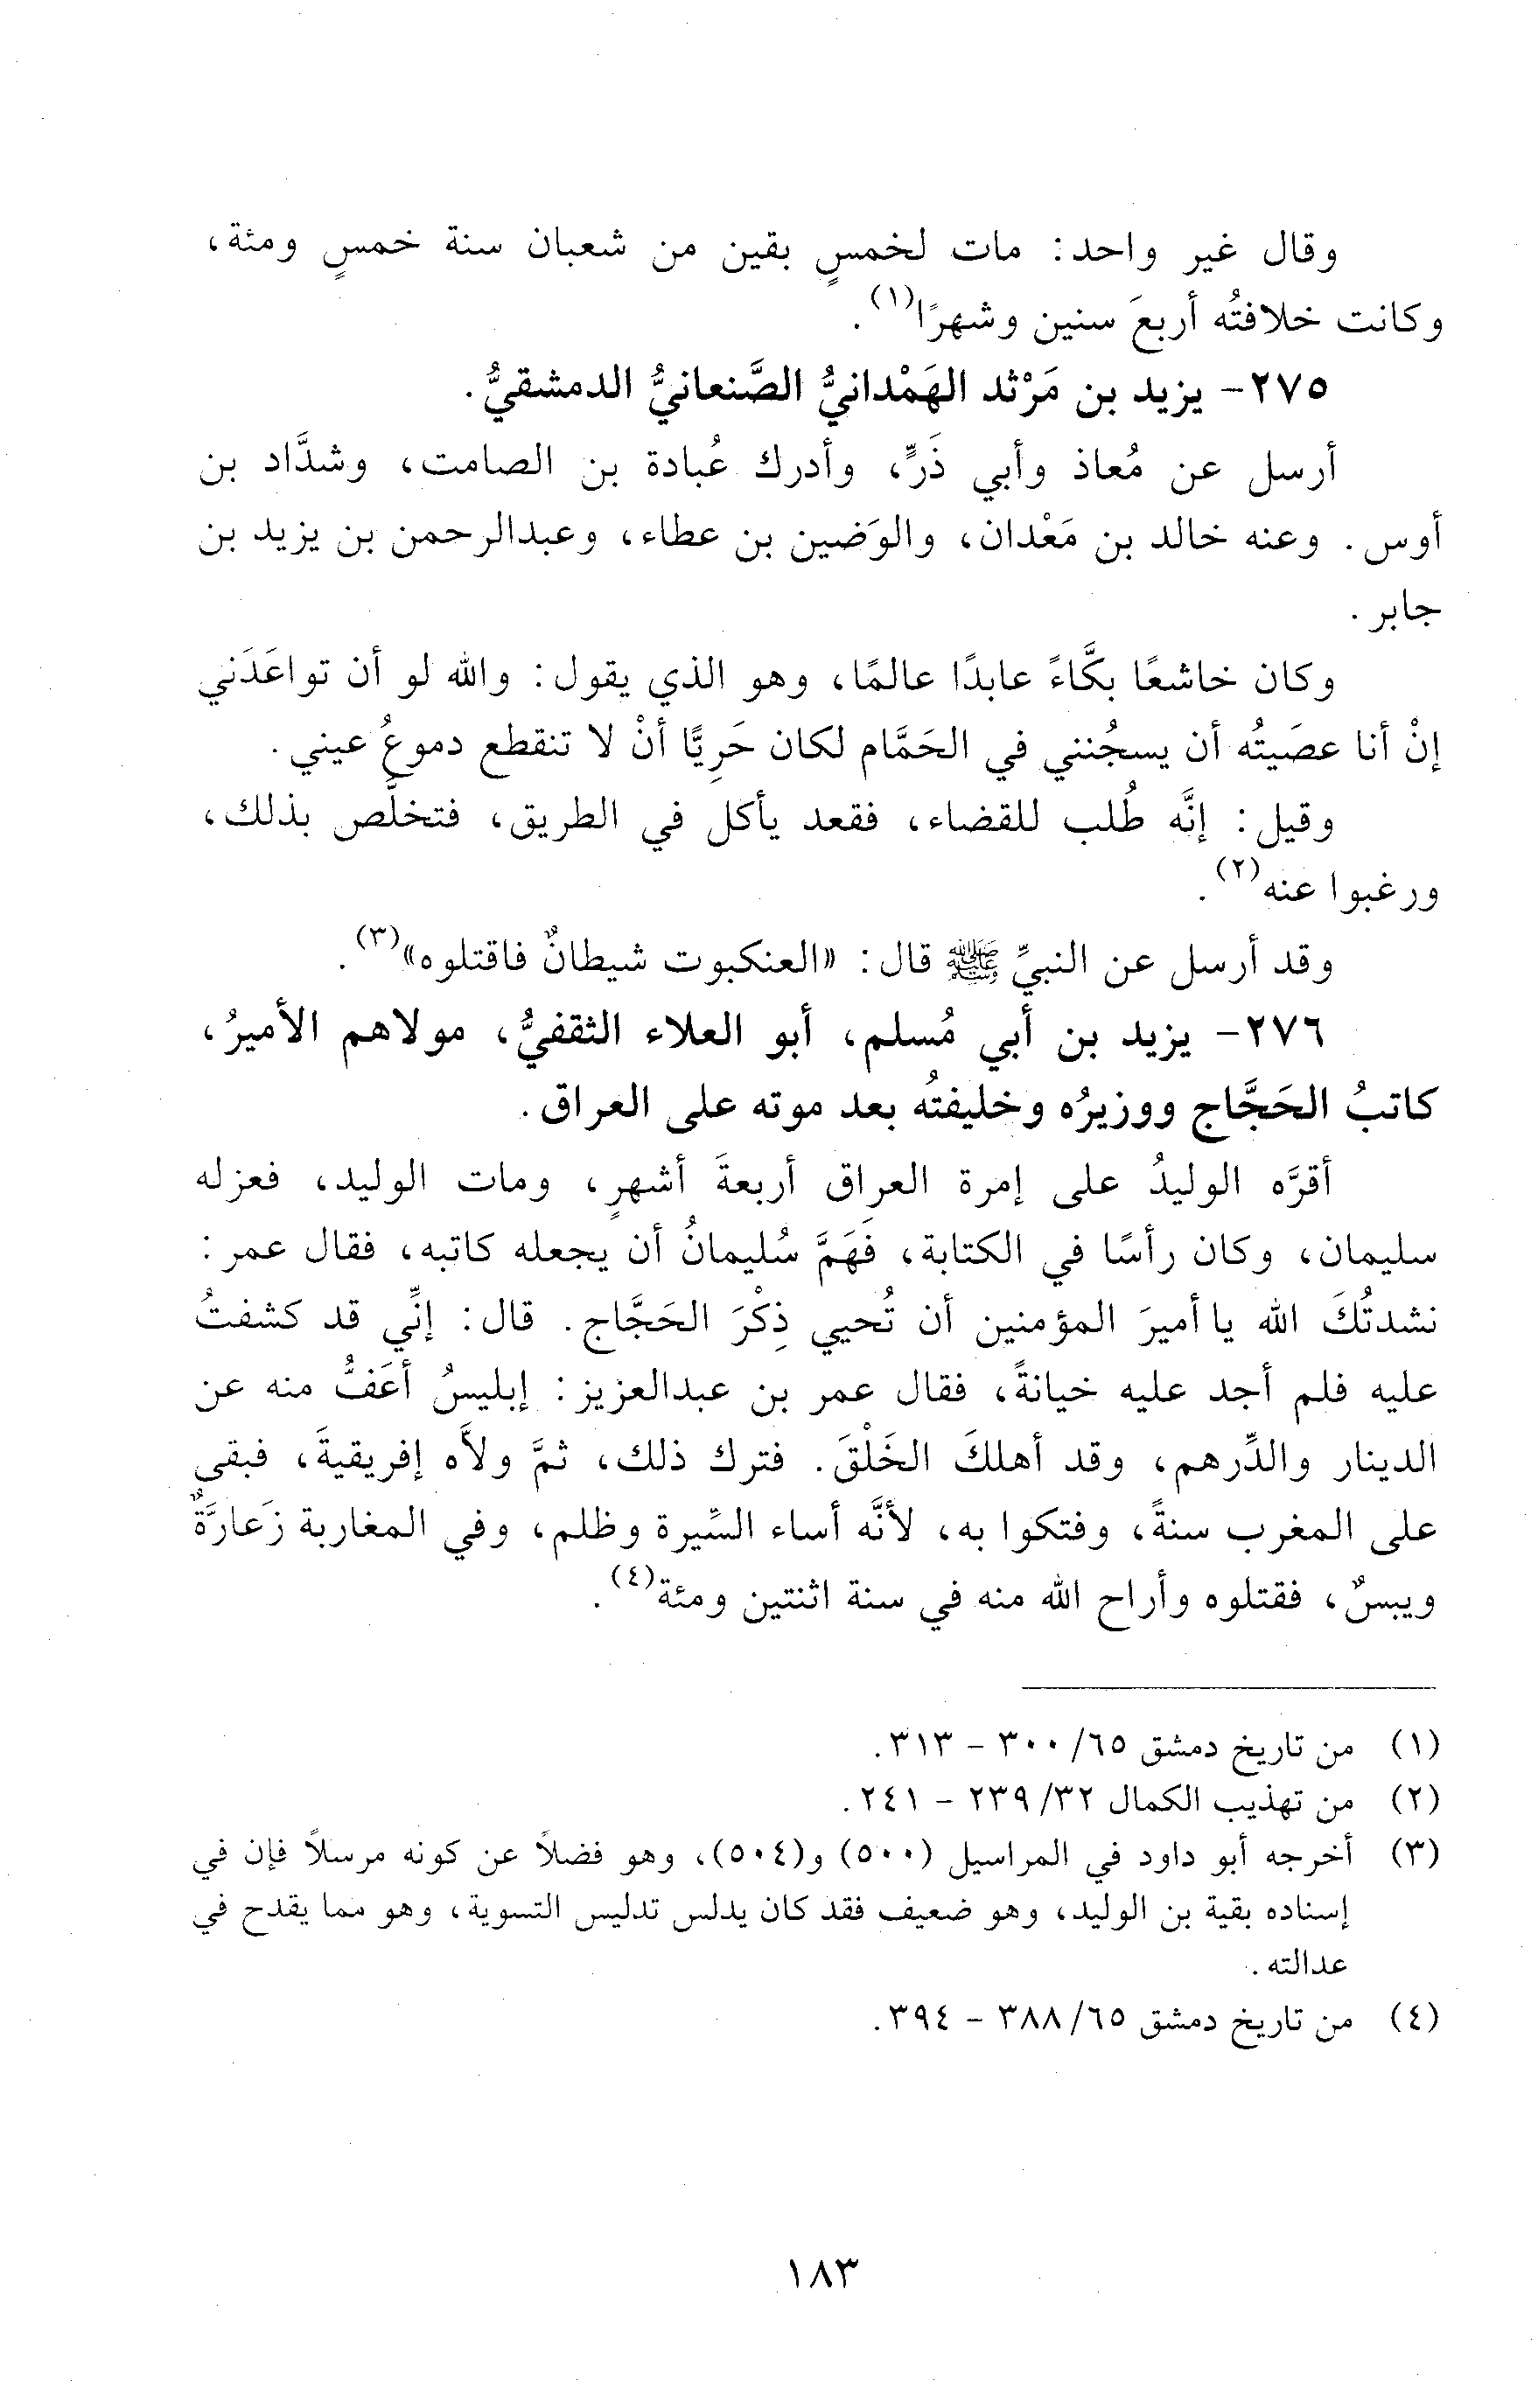 وقال غير واحد: مات لخمسٍ بقين من شعبان سنة خمسٍ ومئة،
وكانت خلافتُه أربعَ سنين وشهرًا(١).
٢٧٥- يزيد بن مَرْثد الهَمْدانيُّ الصَّنعانيُّ الدمشقيُّ.
أرسل عن مُعاذ وأبي ذَرٍّ، وأدرك عُبادة بن الصامت، وشدَّاد بن
أوس. وعنه خالد بن مَعْدان، والوَضين بن عطاء، وعبدالرحمن بن يزيد بن
جابر.
وكان خاشعًا بكَّاءً عابدًا عالمًا، وهو الذي يقول: والله لو أن تواعَدَني
إنْ أنا عصَيتُه أن يسجُنني في الحَمَّام لكان حَرِيًّا أنْ لا تنقطع دموعُ عيني.
وقيل: إنَّه طُلب للقضاء، فقعد يأكل في الطريق، فتخلَّص بذلك،
ورغبوا عنه(٢).
وقد أرسل عن النبيِّ ﷺ قال: «العنكبوت شيطانٌ فاقتلوه»(٣).
٢٧٦- يزيد بن أبي مُسلم، أبو العلاء الثقفيُّ، مولاهم الأميرُ،
كاتبُ الحَجَّاج ووزيرُه وخليفتُه بعد موته على العراق.
أقرَّه الوليدُ على إمرة العراق أربعةَ أشهرٍ، ومات الوليد، فعزله
سليمان، وكان رأسًا في الكتابة، فَهَمَّ سُليمانُ أن يجعله كاتبه، فقال عمر:
نشدتُكَ الله يا أميرَ المؤمنين أن تُحيي ذِكْرَ الحَجَّاج. قال: إنِّي قد كشفتُ
عليه فلم أجد عليه خيانةً، فقال عمر بن عبدالعزيز: إبليسُ أعَفُّ منه عن
الدينار والدِّرهم، وقد أهلكَ الخَلْقَ. فترك ذلك، ثمَّ ولاَّه إفريقيةَ، فبقي
على المغرب سنةً، وفتكوا به، لأنَّه أساء السِّيرة وظلم، وفي المغاربة زَعارَّةٌ
ويبسٌ، فقتلوه وأراح الله منه في سنة اثنتين ومئة(٤).
(١) من تاريخ دمشق ٦٥/ ٣٠٠ - ٣١٣.
(٢) من تهذيب الكمال ٣٢/ ٢٣٩ - ٢٤١.
(٣) أخرجه أبو داود في المراسيل (٥٠٠) و(٥٠٤)، وهو فضلاً عن كونه مرسلاً فإن في
إسناده بقية بن الوليد، وهو ضعيف فقد كان يدلس تدليس التسوية، وهو مما يقدح في
عدالته.
(٤) من تاريخ دمشق ٦٥/ ٣٨٨ - ٣٩٤.
١٨٣